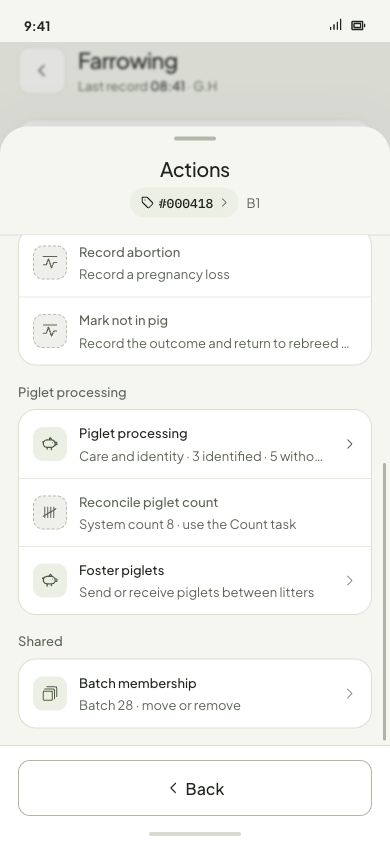 9:41
Farrowing
Last record 08:41 · G.H
Actions
#000418
B1
Record abortion
Record a pregnancy loss
Mark not in pig
Record the outcome and return to rebreed ...
Piglet processing
Piglet processing
Care and identity · 3 identified · 5 witho...
Reconcile piglet count
System count 8 · use the Count task
Foster piglets
Send or receive piglets between litters
Shared
Batch membership
Batch 28 · move or remove
Back